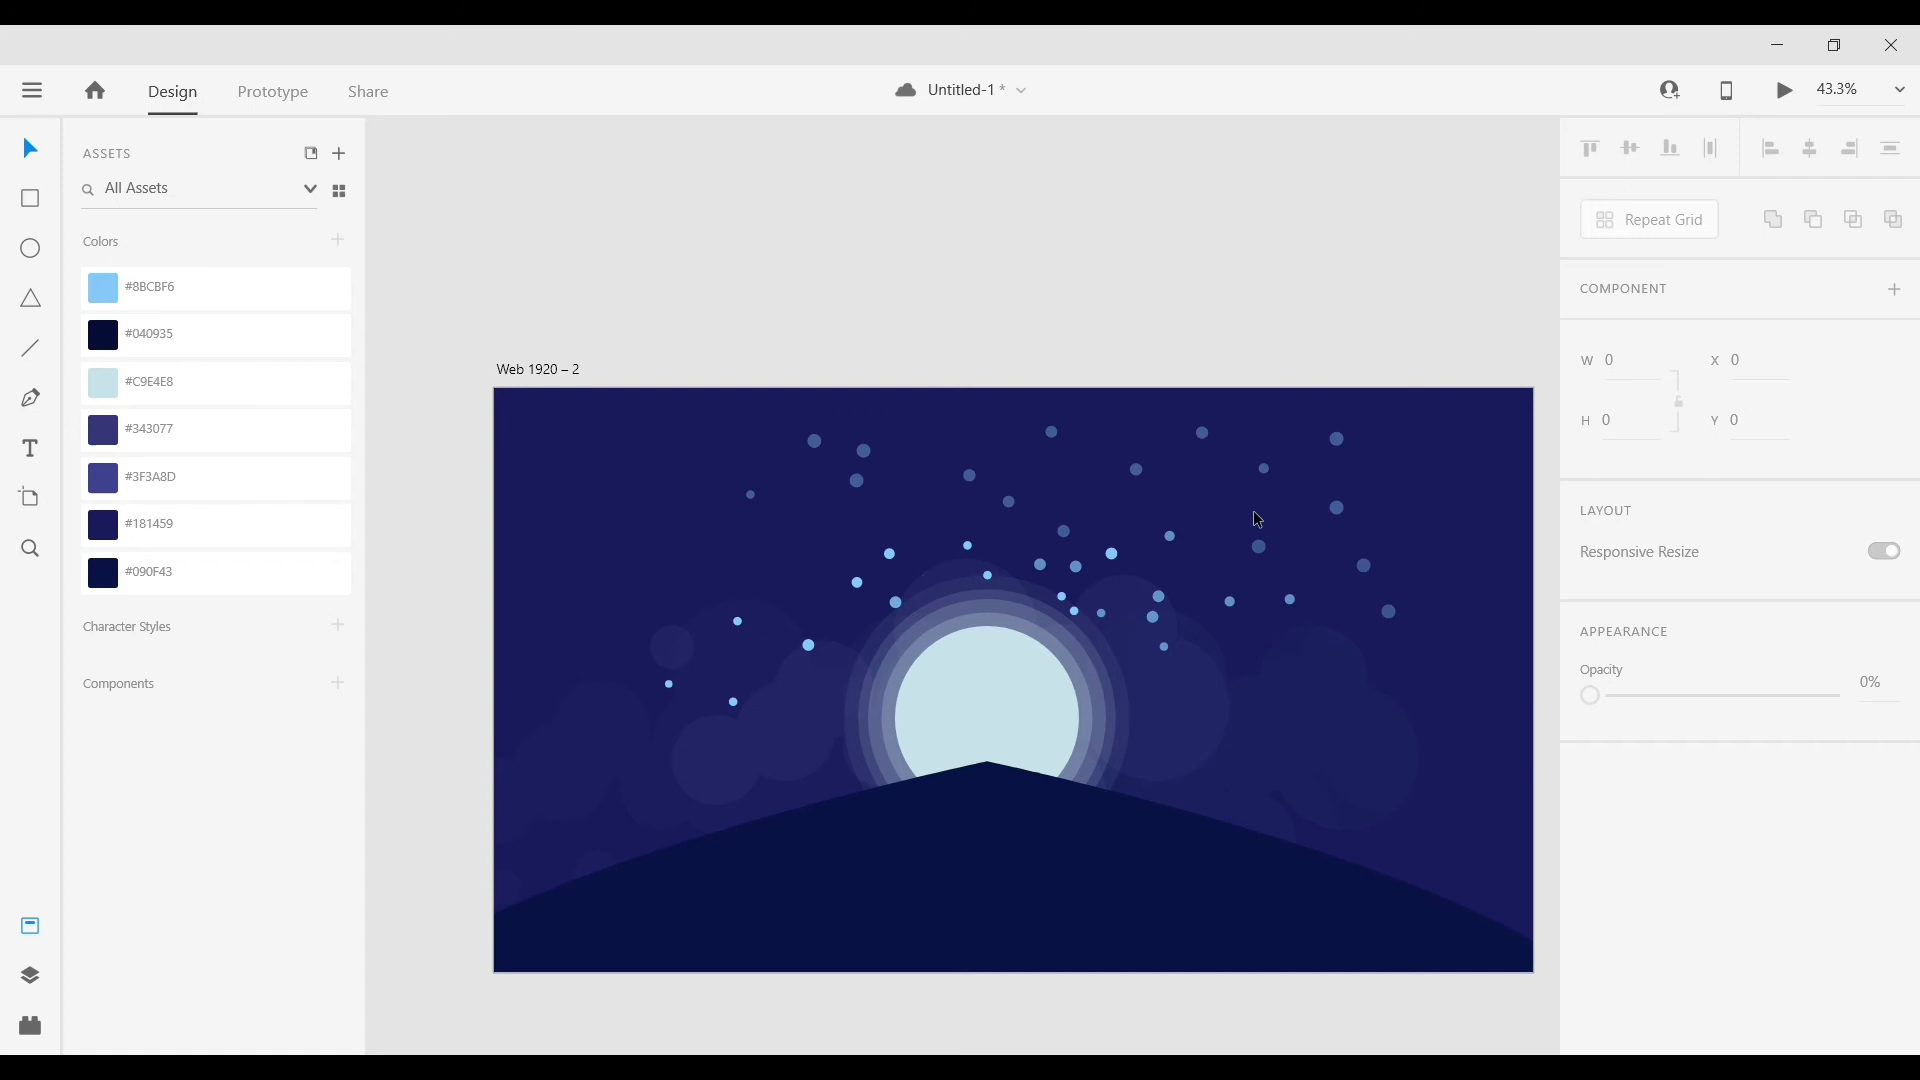 Design
Prototype
Share
Untitled-1 *
43.3%
ASSETS
All Assets
Colors
#8BCBF6
#040935
#C9E4E8
#343077
#3F3A8D
#181459
#090F43
Character Styles
Components
Web 1920 – 2
Repeat Grid
COMPONENT
W 0
X 0
H 0
Y 0
LAYOUT
Responsive Resize
APPEARANCE
Opacity
0%